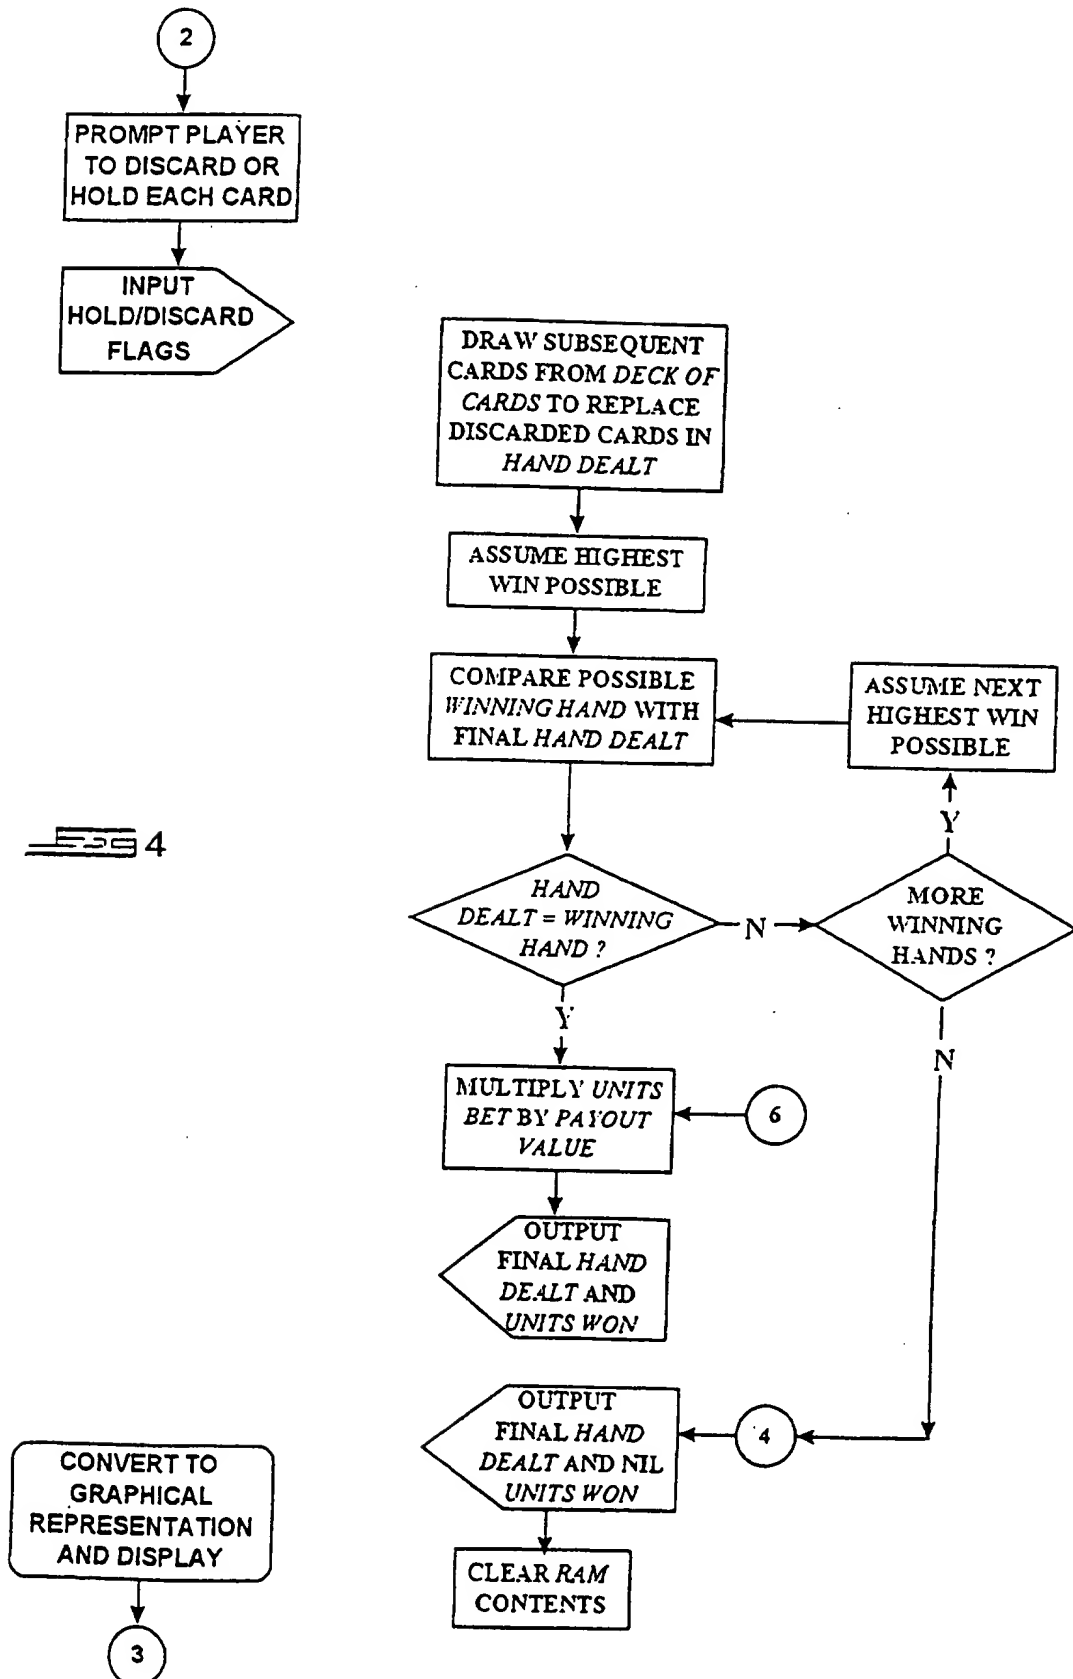 2
PROMPT PLAYER
TO DISCARD OR
HOLD EACH CARD
INPUT
HOLD/DISCARD
FLAGS
DRAW SUBSEQUENT
CARDS FROM DECK OF
CARDS TO REPLACE
DISCARDED CARDS IN
HAND DEALT
ASSUME HIGHEST
WIN POSSIBLE
COMPARE POSSIBLE
WINNING HAND WITH
FINAL HAND DEALT
ASSUME NEXT
HIGHEST WIN
POSSIBLE
Y
4
HAND
DEALT = WINNING
HAND ?
N
MORE
WINNING
HANDS ?
Y
N
MULTIPLY UNITS
BET BY PAYOUT
VALUE
6
OUTPUT
FINAL HAND
DEALT AND
UNITS WON
OUTPUT
FINAL HAND
DEALT AND NIL
UNITS WON
4
CONVERT TO
GRAPHICAL
REPRESENTATION
AND DISPLAY
CLEAR RAM
CONTENTS
3